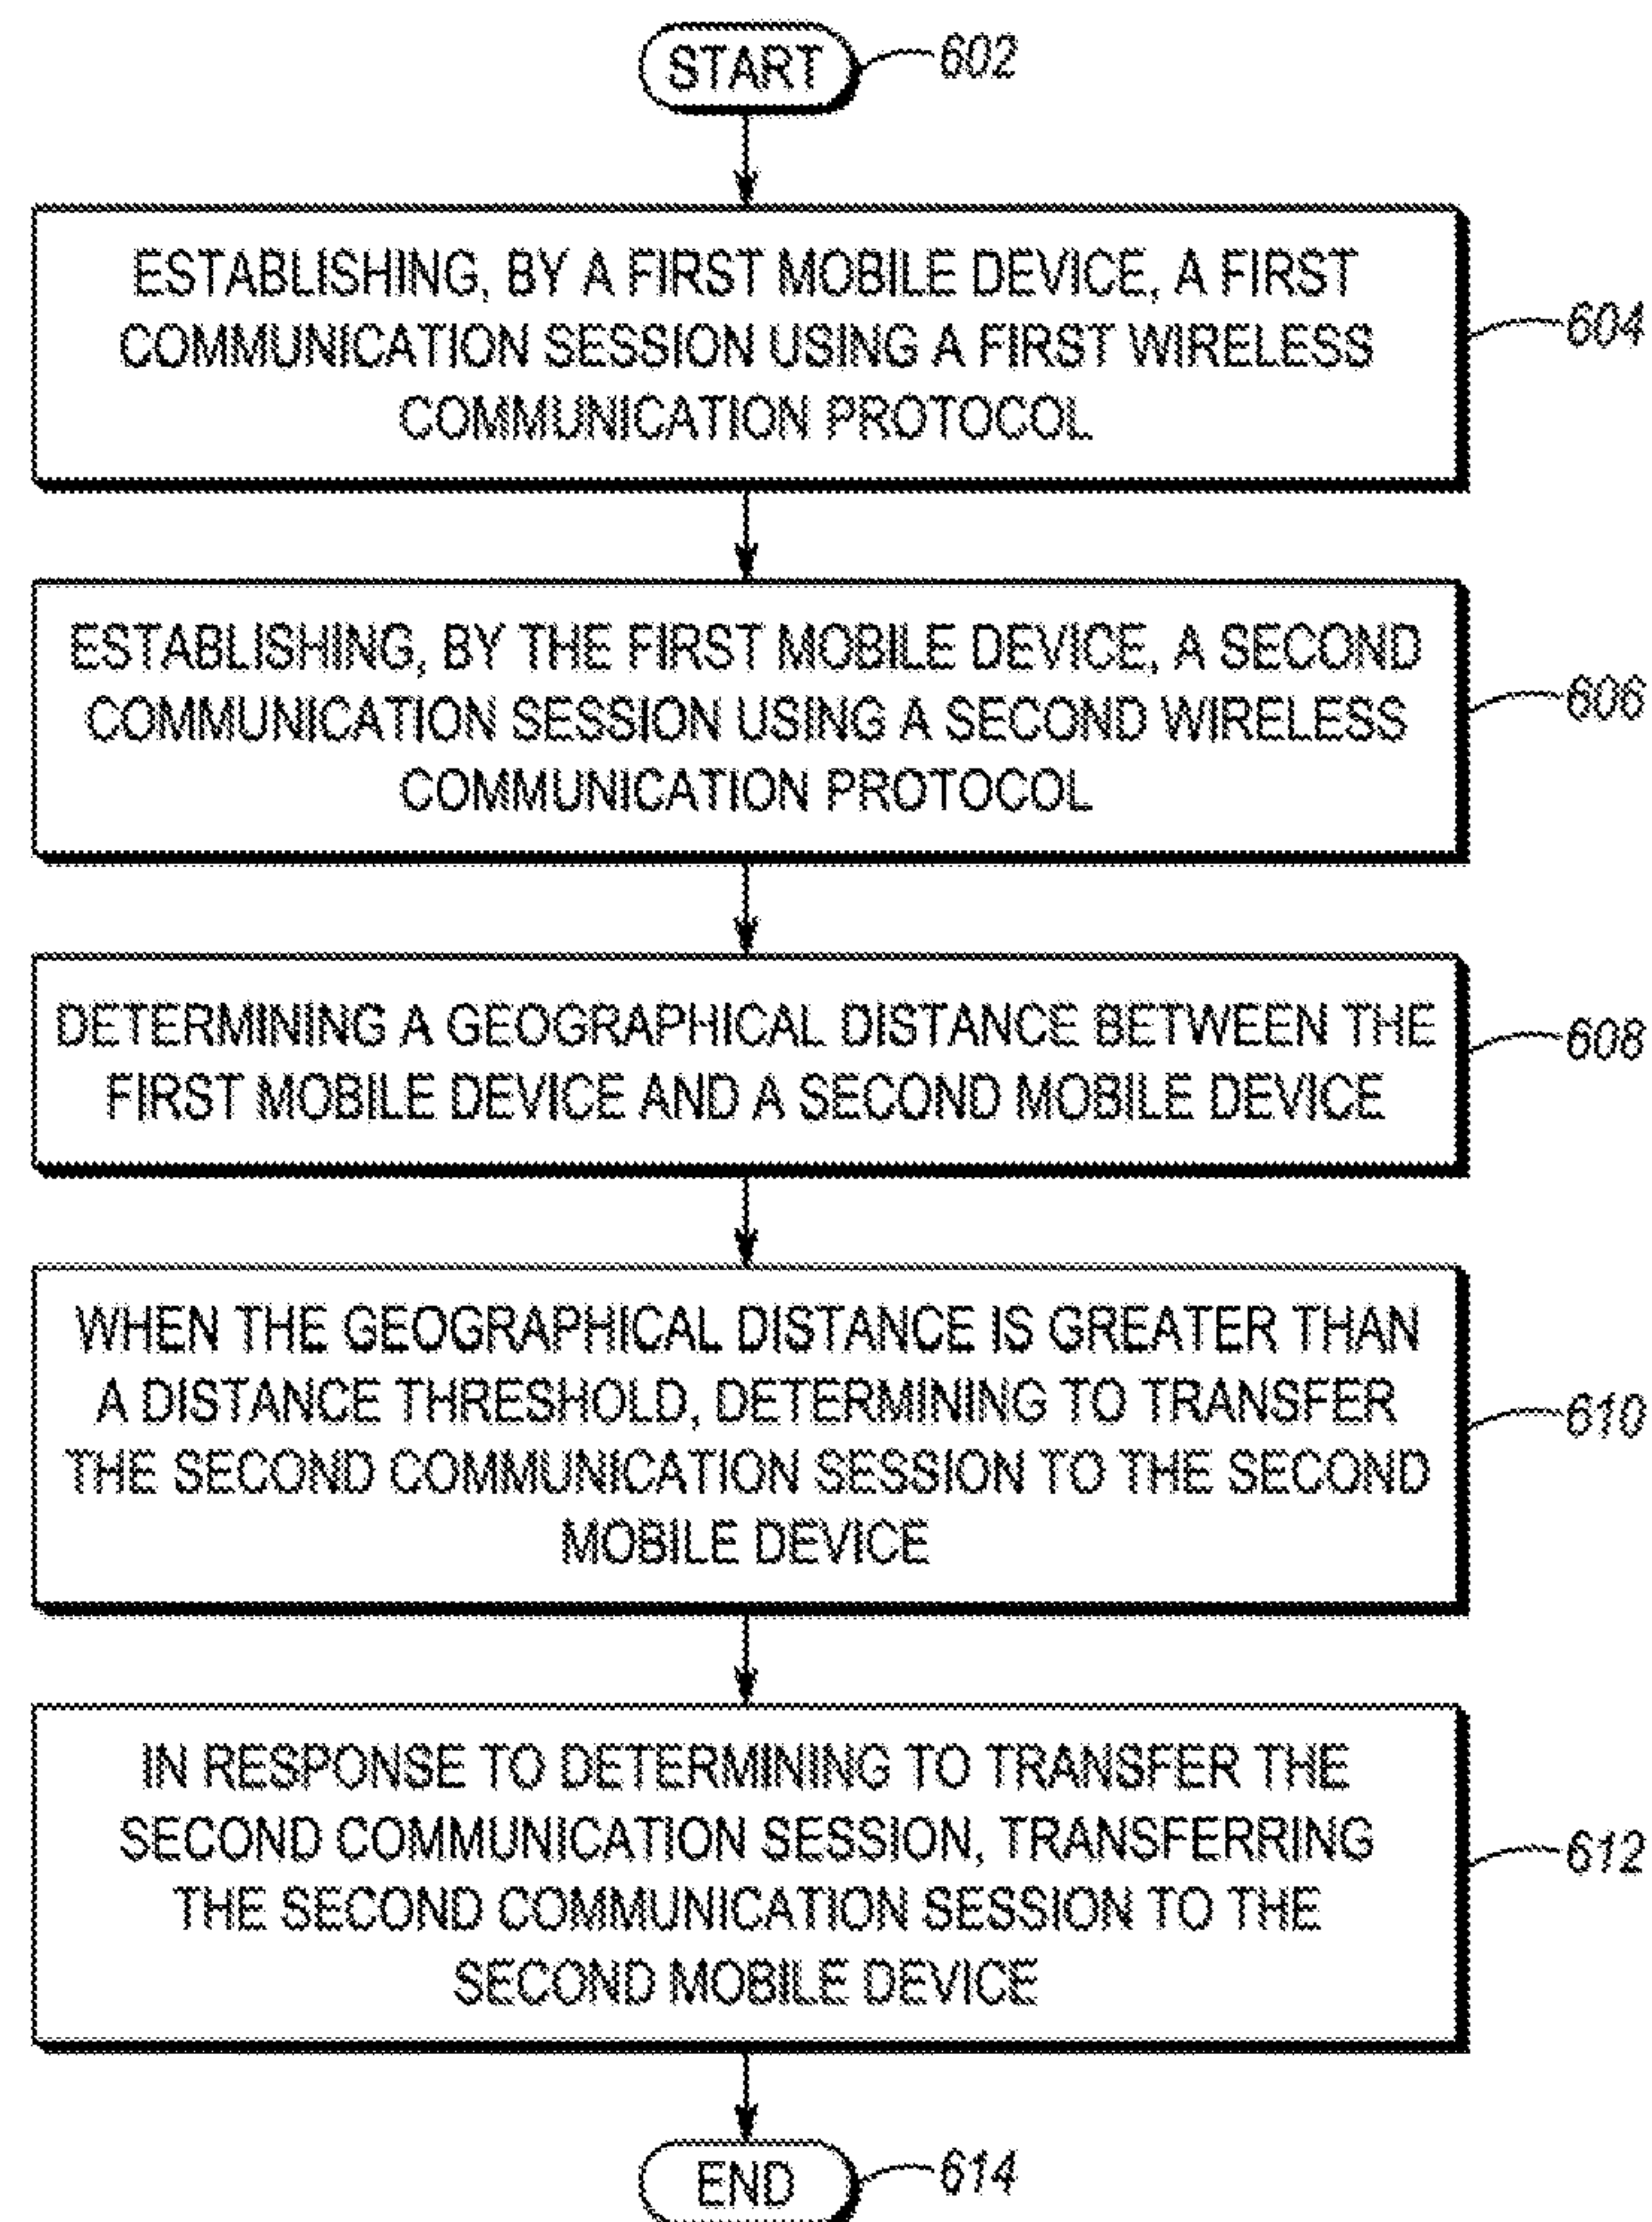 START
602
ESTABLISHING, BY A FIRST MOBILE DEVICE, A FIRST
COMMUNICATION SESSION USING A FIRST WIRELESS
COMMUNICATION PROTOCOL
604
ESTABLISHING, BY THE FIRST MOBILE DEVICE, A SECOND
COMMUNICATION SESSION USING A SECOND WIRELESS
COMMUNICATION PROTOCOL
606
DETERMINING A GEOGRAPHICAL DISTANCE BETWEEN THE
FIRST MOBILE DEVICE AND A SECOND MOBILE DEVICE
608
WHEN THE GEOGRAPHICAL DISTANCE IS GREATER THAN
A DISTANCE THRESHOLD, DETERMINING TO TRANSFER
THE SECOND COMMUNICATION SESSION TO THE SECOND
MOBILE DEVICE
610
IN RESPONSE TO DETERMINING TO TRANSFER THE
SECOND COMMUNICATION SESSION, TRANSFERRING
THE SECOND COMMUNICATION SESSION TO THE
SECOND MOBILE DEVICE
612
END
614